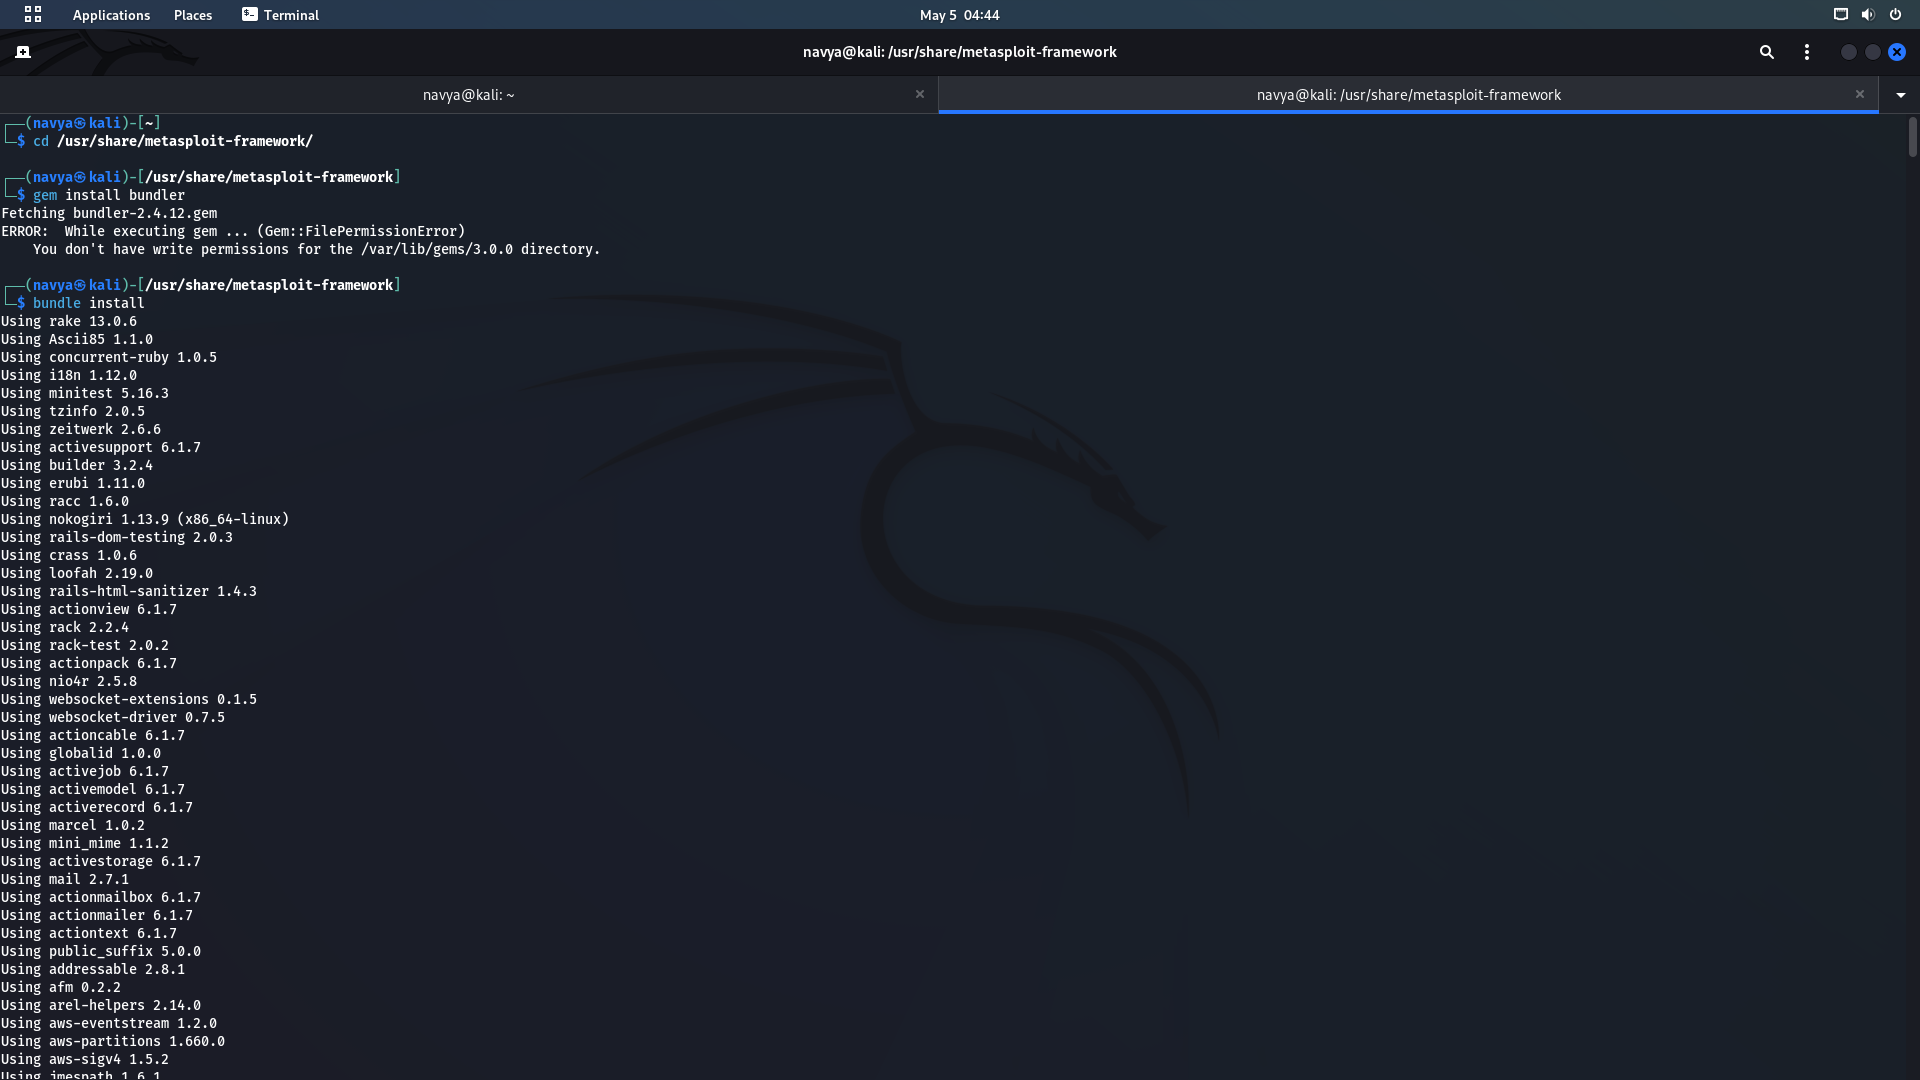 Applications Places Terminal May 5 04:44
navya@kali: /usr/share/metasploit-framework
navya@kali: ~ navya@kali: /usr/share/metasploit-framework
┌──(navya㉿kali)-[~]
└─$ cd /usr/share/metasploit-framework/
┌──(navya㉿kali)-[/usr/share/metasploit-framework]
└─$ gem install bundler
Fetching bundler-2.4.12.gem
ERROR:  While executing gem ... (Gem::FilePermissionError)
    You don't have write permissions for the /var/lib/gems/3.0.0 directory.
┌──(navya㉿kali)-[/usr/share/metasploit-framework]
└─$ bundle install
Using rake 13.0.6
Using Ascii85 1.1.0
Using concurrent-ruby 1.0.5
Using i18n 1.12.0
Using minitest 5.16.3
Using tzinfo 2.0.5
Using zeitwerk 2.6.6
Using activesupport 6.1.7
Using builder 3.2.4
Using erubi 1.11.0
Using racc 1.6.0
Using nokogiri 1.13.9 (x86_64-linux)
Using rails-dom-testing 2.0.3
Using crass 1.0.6
Using loofah 2.19.0
Using rails-html-sanitizer 1.4.3
Using actionview 6.1.7
Using rack 2.2.4
Using rack-test 2.0.2
Using actionpack 6.1.7
Using nio4r 2.5.8
Using websocket-extensions 0.1.5
Using websocket-driver 0.7.5
Using actioncable 6.1.7
Using globalid 1.0.0
Using activejob 6.1.7
Using activemodel 6.1.7
Using activerecord 6.1.7
Using marcel 1.0.2
Using mini_mime 1.1.2
Using activestorage 6.1.7
Using mail 2.7.1
Using actionmailbox 6.1.7
Using actionmailer 6.1.7
Using actiontext 6.1.7
Using public_suffix 5.0.0
Using addressable 2.8.1
Using afm 0.2.2
Using arel-helpers 2.14.0
Using aws-eventstream 1.2.0
Using aws-partitions 1.660.0
Using aws-sigv4 1.5.2
Using jmespath 1.6.1